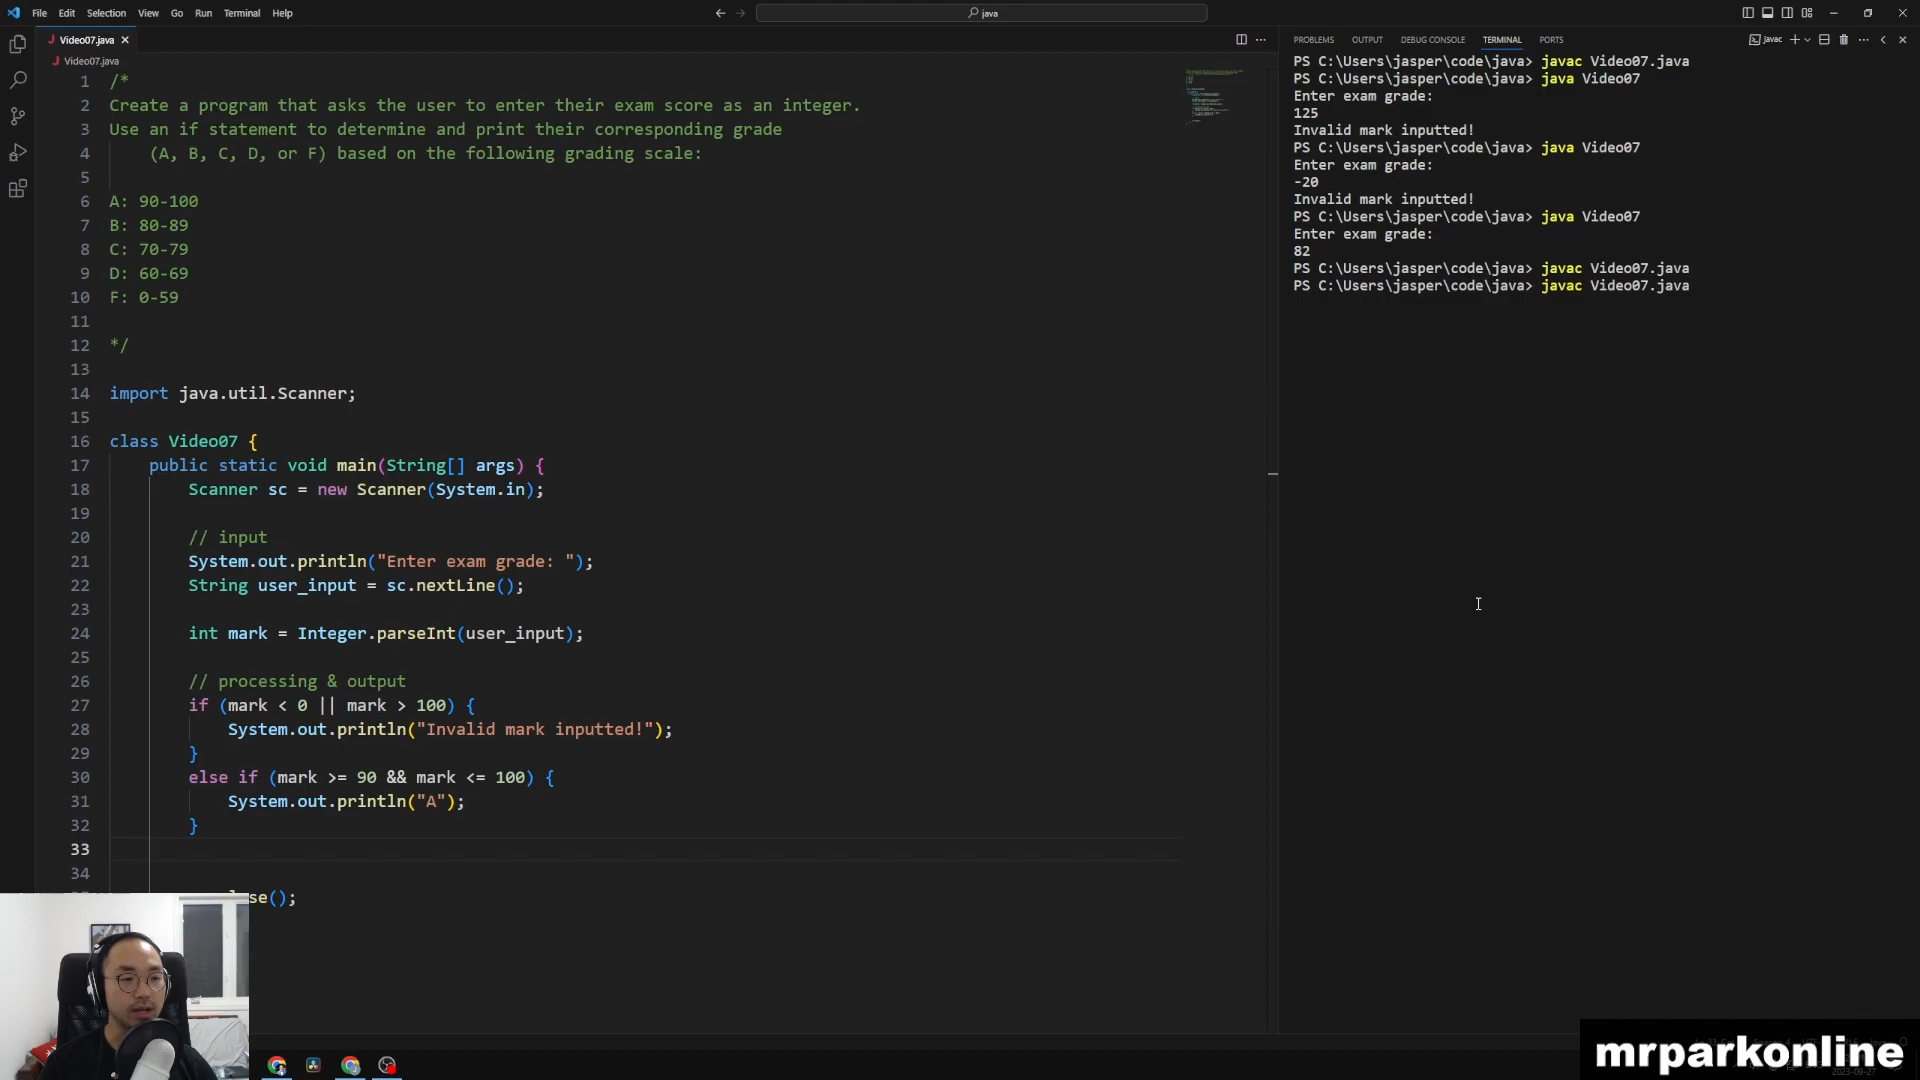 File Edit Selection View Go Run Terminal Help
java
Video07.java
Video07.java
1 /*
2 Create a program that asks the user to enter their exam score as an integer.
3 Use an if statement to determine and print their corresponding grade
4 (A, B, C, D, or F) based on the following grading scale:
5
6 A: 90-100
7 B: 80-89
8 C: 70-79
9 D: 60-69
10 F: 0-59
11
12 */
13
14 import java.util.Scanner;
15
16 class Video07 {
17 public static void main(String[] args) {
18 Scanner sc = new Scanner(System.in);
19
20 // input
21 System.out.println("Enter exam grade: ");
22 String user_input = sc.nextLine();
23
24 int mark = Integer.parseInt(user_input);
25
26 // processing & output
27 if (mark < 0 || mark > 100) {
28 System.out.println("Invalid mark inputted!");
29 }
30 else if (mark >= 90 && mark <= 100) {
31 System.out.println("A");
32 }
33
34
se();
PROBLEMS OUTPUT DEBUG CONSOLE TERMINAL PORTS
javac
PS C:\Users\jasper\code\java> javac Video07.java
PS C:\Users\jasper\code\java> java Video07
Enter exam grade:
125
Invalid mark inputted!
PS C:\Users\jasper\code\java> java Video07
Enter exam grade:
-20
Invalid mark inputted!
PS C:\Users\jasper\code\java> java Video07
Enter exam grade:
82
PS C:\Users\jasper\code\java> javac Video07.java
PS C:\Users\jasper\code\java> javac Video07.java
mrparkonline
2023-09-27